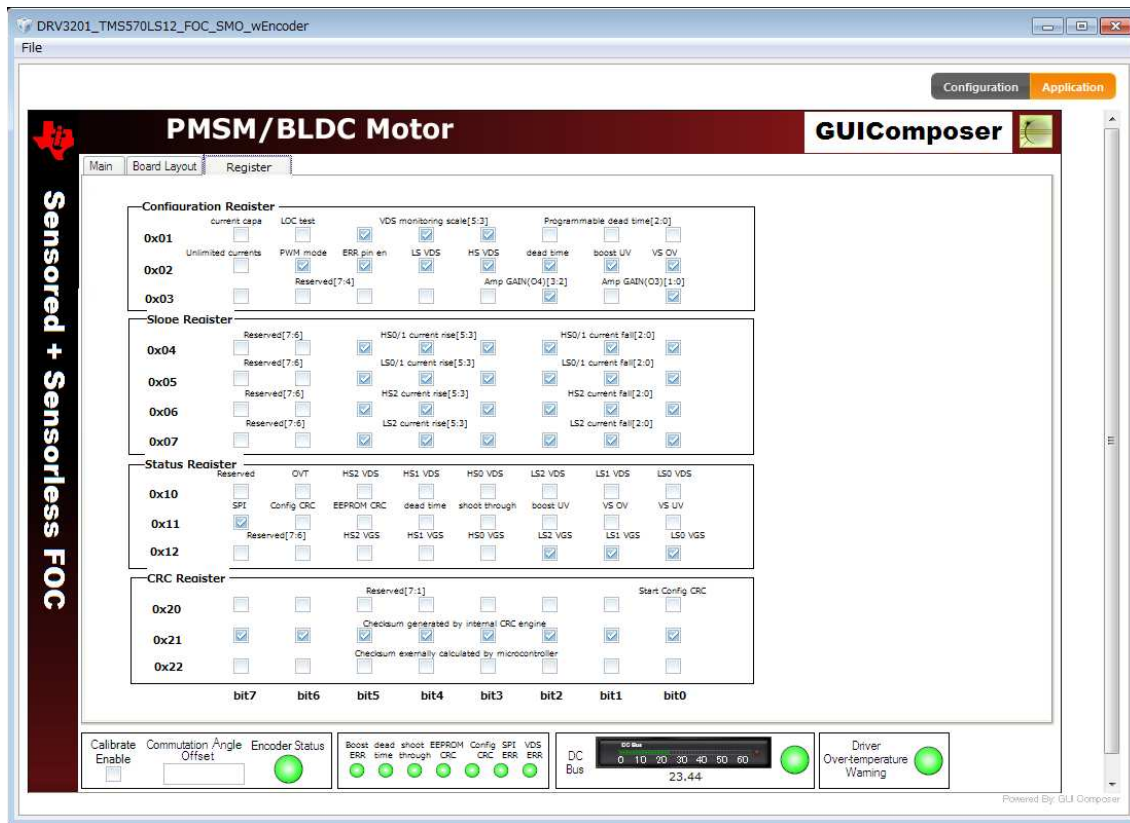 DRV3201_TMS570LS12_FOC_SMO_wEncoder
File
Configuration Application
PMSM/BLDC Motor
GUIComposer
Sensored + Sensorless FOC
Main Board Layout Register
Configuration Register
current capa LOC test VDS monitoring scale[5:3] Programmable dead time[2:0]
0x01
Unlimited currents PWM mode ERR pin en LS VDS HS VDS dead time boost UV VS OV
0x02
Reserved[7:4] Amp GAIN(O4)[3:2] Amp GAIN(O3)[1:0]
0x03
Slope Register
Reserved[7:6] HS0/1 current rise[5:3] HS0/1 current fall[2:0]
0x04
Reserved[7:6] LS0/1 current rise[5:3] LS0/1 current fall[2:0]
0x05
Reserved[7:6] HS2 current rise[5:3] HS2 current fall[2:0]
0x06
Reserved[7:6] LS2 current rise[5:3] LS2 current fall[2:0]
0x07
Status Register
Reserved OVT HS2 VDS HS1 VDS HS0 VDS LS2 VDS LS1 VDS LS0 VDS
0x10
SPI Config CRC EEPROM CRC dead time shoot through boost UV VS OV VS UV
0x11
Reserved[7:6] HS2 VGS HS1 VGS HS0 VGS LS2 VGS LS1 VGS LS0 VGS
0x12
CRC Register
Reserved[7:1] Start Config CRC
0x20
Checksum generated by internal CRC engine
0x21
Checksum exernally calculated by microcontroller
0x22
bit7 bit6 bit5 bit4 bit3 bit2 bit1 bit0
Calibrate Enable
Commutation Angle Offset
Encoder Status
Boost dead shoot EEPROM Config SPI VDS
ERR time through CRC CRC ERR ERR
DC Bus
DC Bus
0 10 20 30 40 50 60
23.44
Driver
Over-temperature
Warning
Powered By: GUI Composer